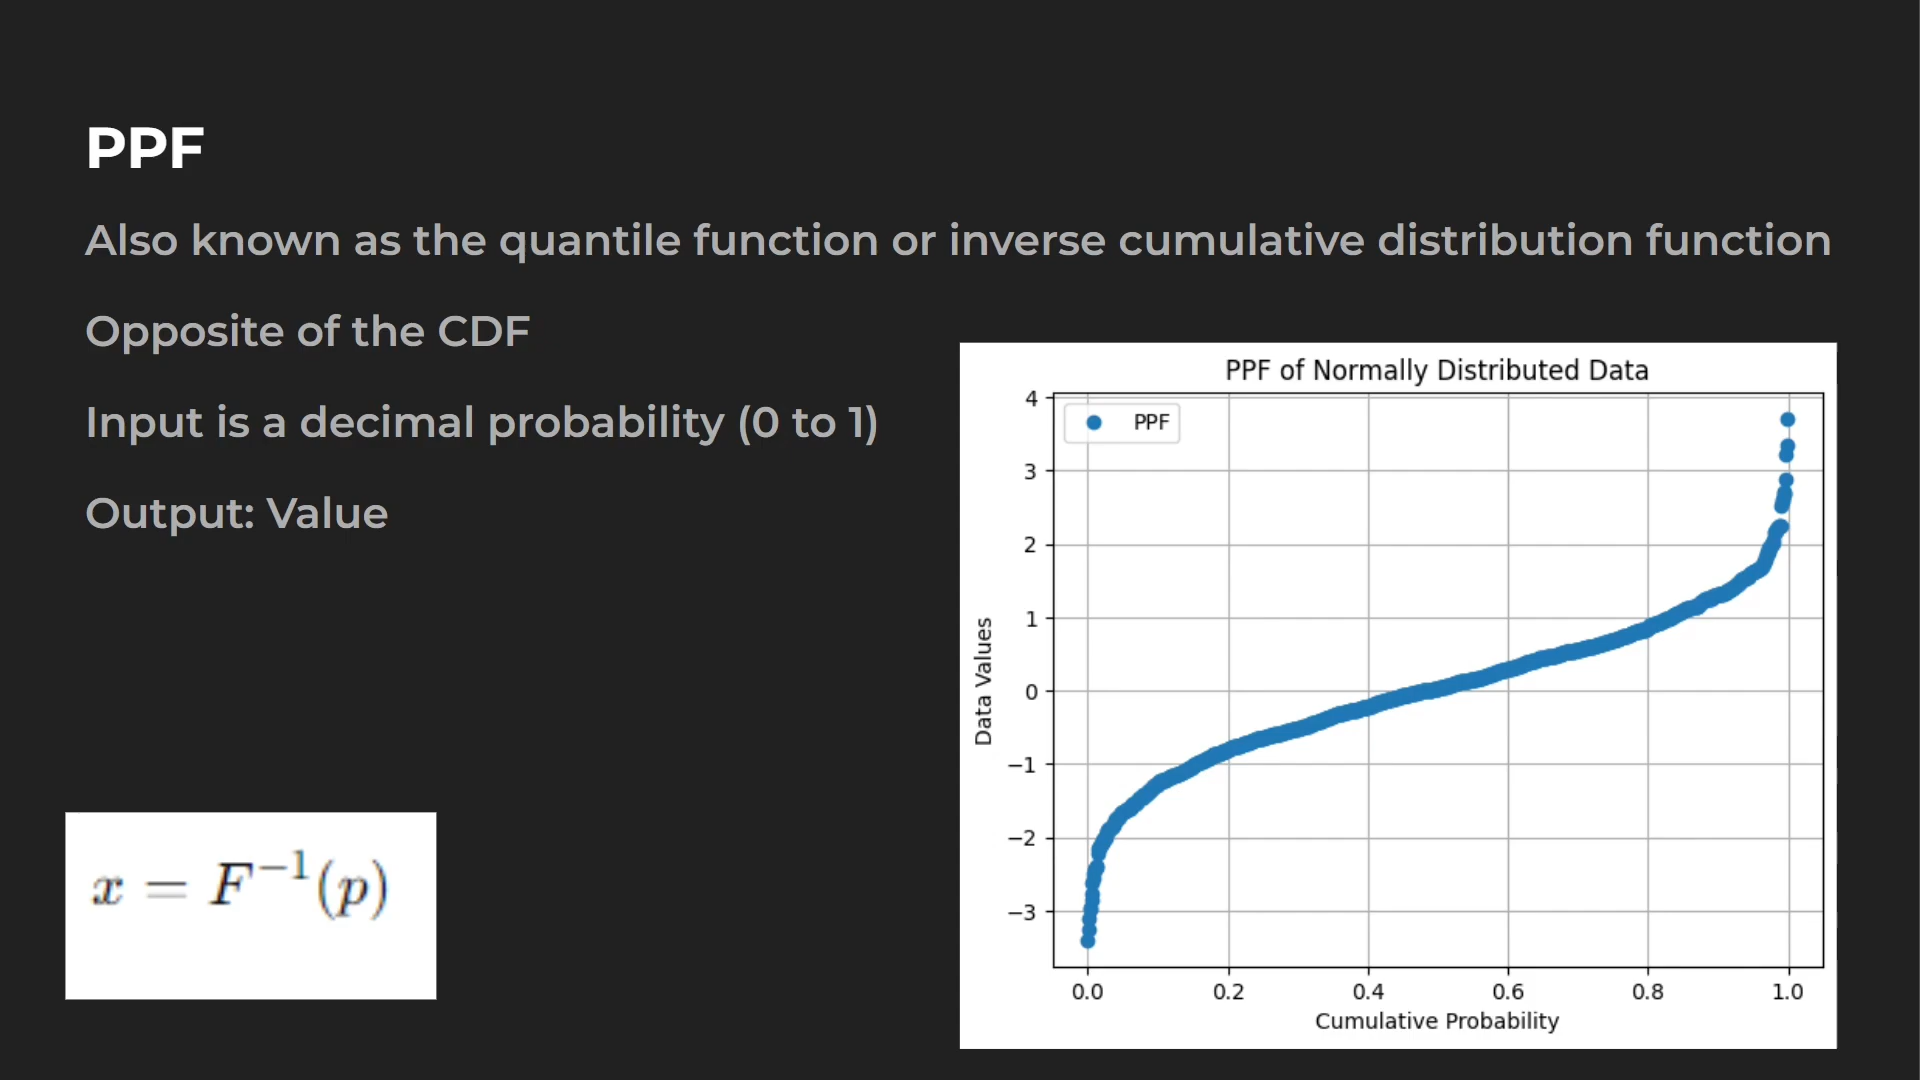 PPF
Also known as the quantile function or inverse cumulative distribution function
Opposite of the CDF
Input is a decimal probability (0 to 1)
Output: Value
x = F⁻¹(p)
PPF of Normally Distributed Data
PPF
4
3
2
1
0
−1
−2
−3
Data Values
0.0 0.2 0.4 0.6 0.8 1.0
Cumulative Probability